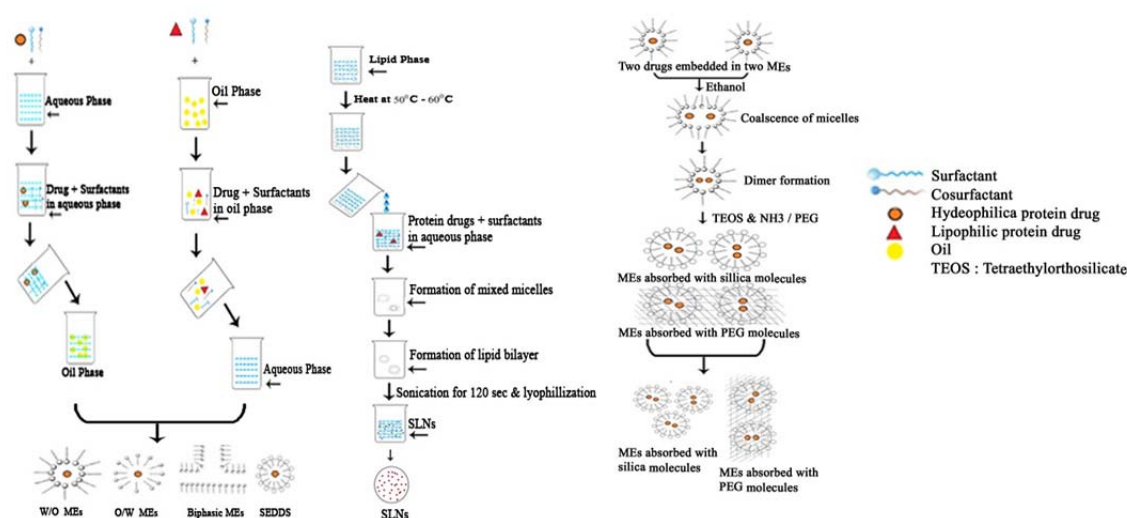 +
Aqueous Phase
Drug + Surfactants
in aqueous phase
Oil Phase
+
Oil Phase
Drug + Surfactants
in oil phase
Aqueous Phase
W/O MEs
O/W MEs
Biphasic MEs
SEDDS
Lipid Phase
Heat at 50°C - 60°C
Protein drugs + surfactants
in aqueous phase
Formation of mixed micelles
Formation of lipid bilayer
Sonication for 120 sec & lyophillization
SLNs
SLNs
Two drugs embedded in two MEs
Ethanol
Coalscence of micelles
Dimer formation
TEOS & NH3 / PEG
MEs absorbed with sillica molecules
MEs absorbed with PEG molecules
MEs absorbed with
silica molecules
MEs absorbed with
PEG molecules
Surfactant
Cosurfactant
Hydeophilica protein drug
Lipophilic protein drug
Oil
TEOS : Tetraethylorthosilicate